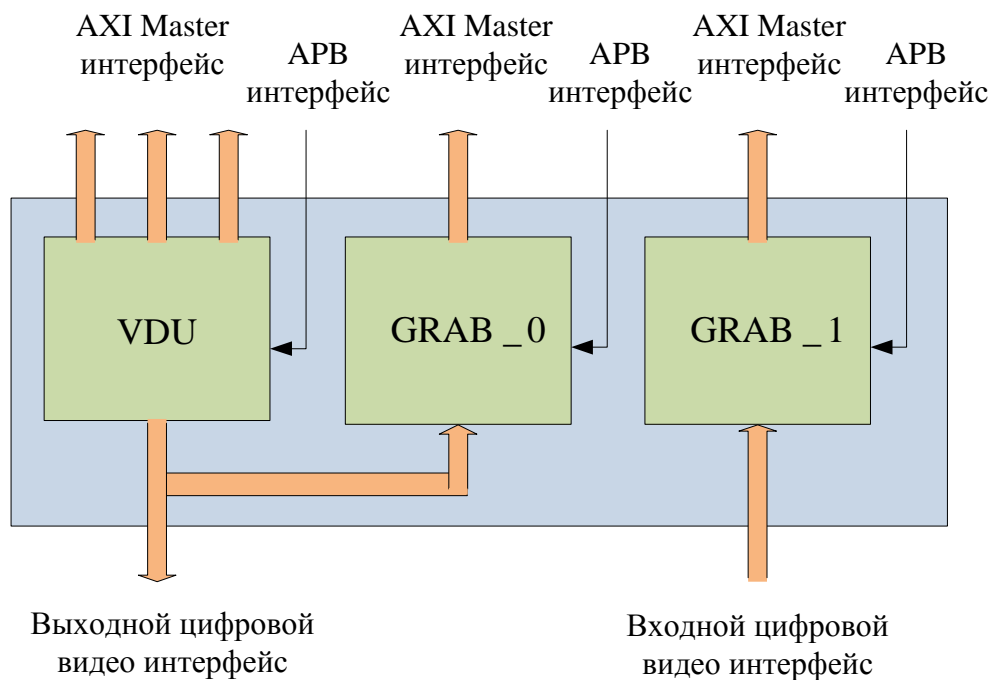 AXI Master
интерфейс
APB
интерфейс
AXI Master
интерфейс
APB
интерфейс
AXI Master
интерфейс
APB
интерфейс
VDU
GRAB _ 0
GRAB _ 1
Выходной цифровой
видео интерфейс
Входной цифровой
видео интерфейс